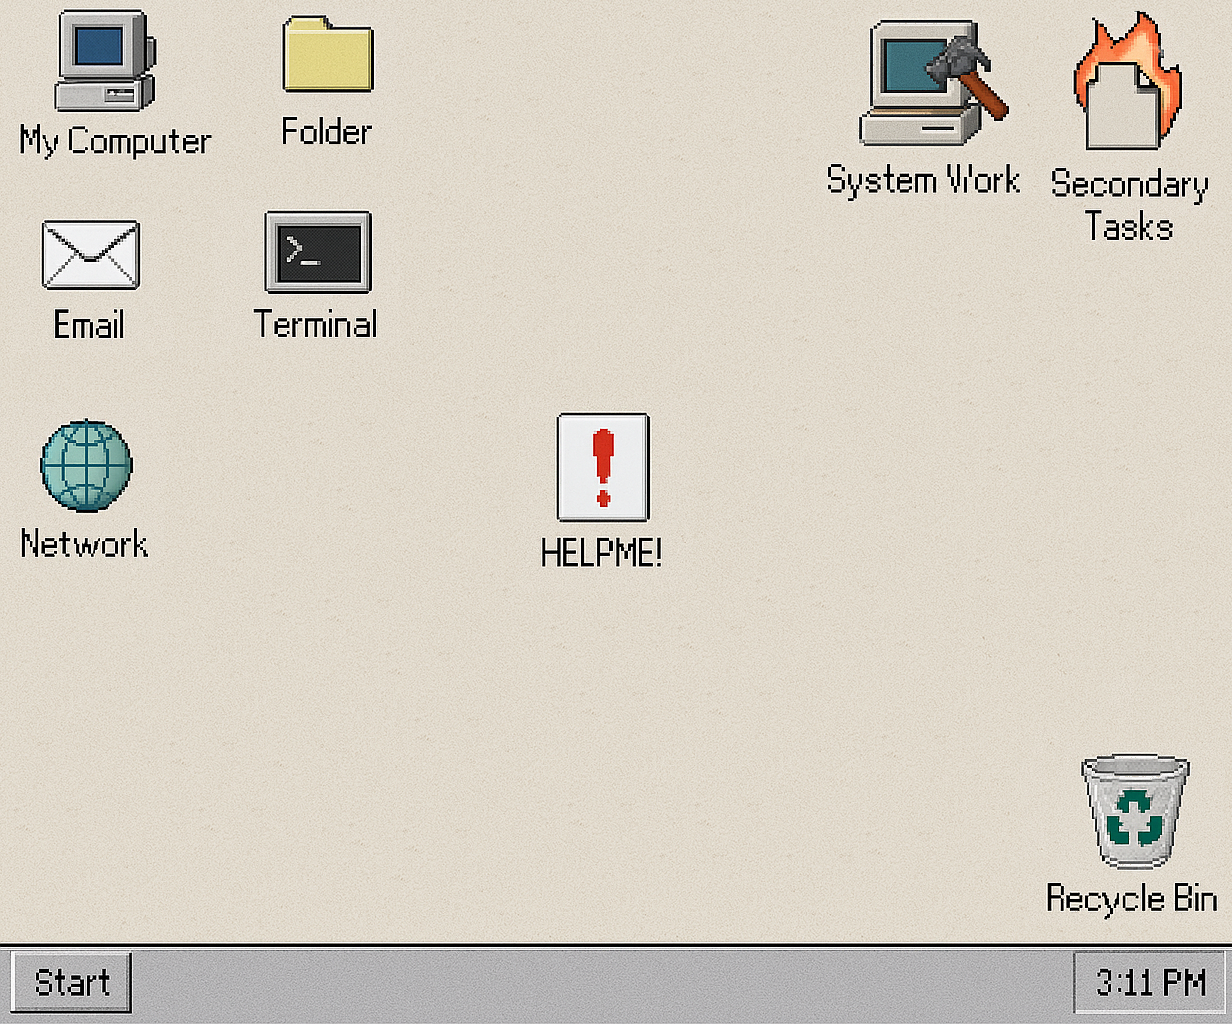 My Computer
Folder
System Work
Secondary
Tasks
Email
>_
Terminal
Network
!
HELPME!
Recycle Bin
Start
3:11 PM